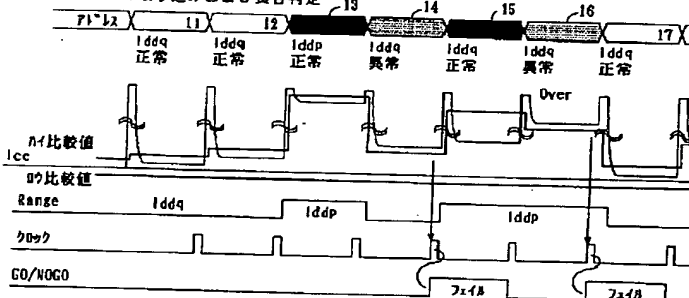 13 14 15 16
アドレス 11 12 17
Iddq Iddq Iddp Iddq Iddq Iddq Iddq
正常 正常 正常 異常 正常 異常 正常
Over
ハイ比較値
Icc
ロウ比較値
Range Iddq Iddp Iddp
クロック
GO/NOGO フェイル フェイル